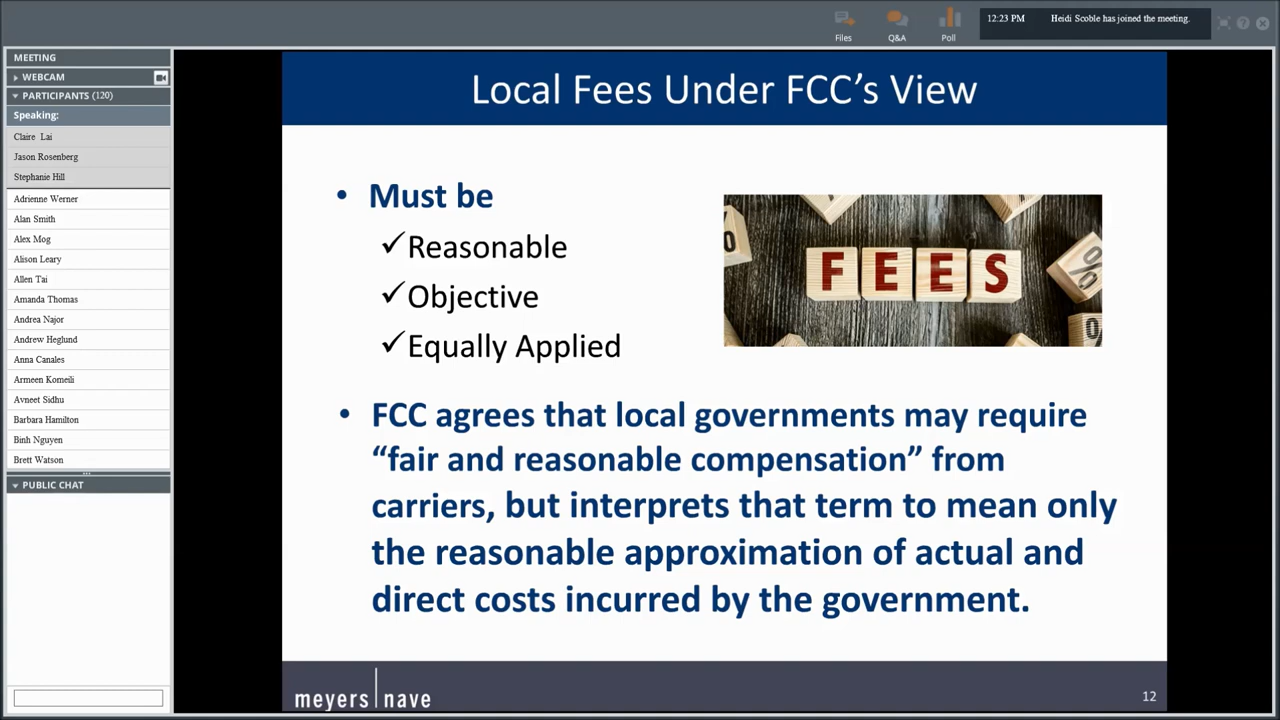 Files
Q&A
Poll
12:23 PM Heidi Scoble has joined the meeting.
MEETING
WEBCAM
PARTICIPANTS (120)
Speaking:
Claire Lai
Jason Rosenberg
Stephanie Hill
Adrienne Werner
Alan Smith
Alex Mog
Alison Leary
Allen Tai
Amanda Thomas
Andrea Najor
Andrew Heglund
Anna Canales
Armeen Komeili
Avneet Sidhu
Barbara Hamilton
Binh Nguyen
Brett Watson
PUBLIC CHAT
Local Fees Under FCC's View
• Must be
✓Reasonable
✓Objective
✓Equally Applied
FEES
%
• FCC agrees that local governments may require
“fair and reasonable compensation” from
carriers, but interprets that term to mean only
the reasonable approximation of actual and
direct costs incurred by the government.
meyers|nave
12